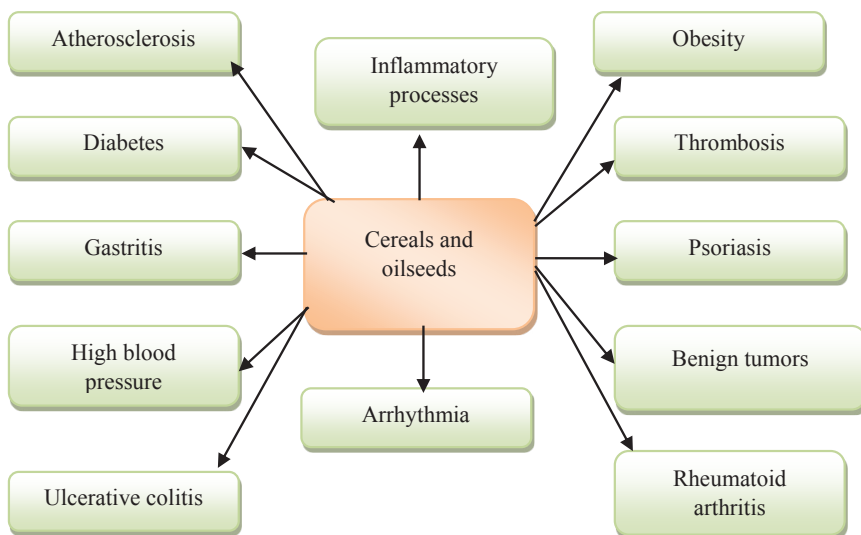 Atherosclerosis
Inflammatory
processes
Obesity
Diabetes
Thrombosis
Gastritis
Cereals and
oilseeds
Psoriasis
High blood
pressure
Arrhythmia
Benign tumors
Ulcerative colitis
Rheumatoid
arthritis